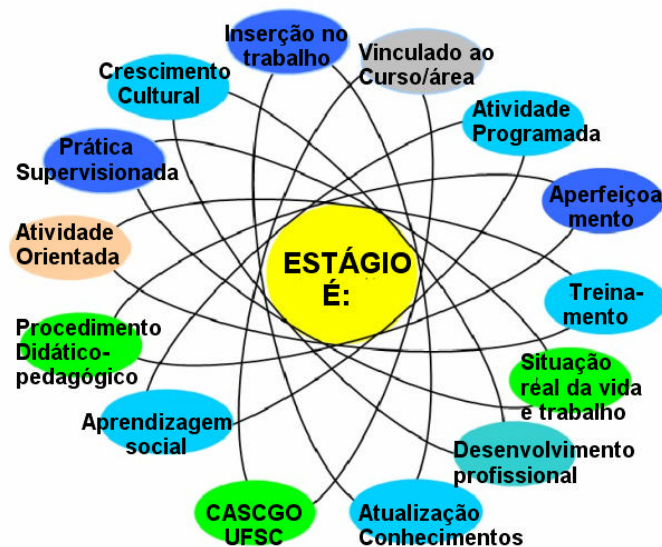 ESTÁGIO
É:
Inserção no
trabalho
Vinculado ao
Curso/área
Atividade
Programada
Aperfeiçoa
mento
Treina-
mento
Situação
real da vida
e trabalho
Desenvolvimento
profissional
Atualização
Conhecimentos
CASCGO
UFSC
Aprendizagem
social
Procedimento
Didático-
pedagógico
Atividade
Orientada
Prática
Supervisionada
Crescimento
Cultural